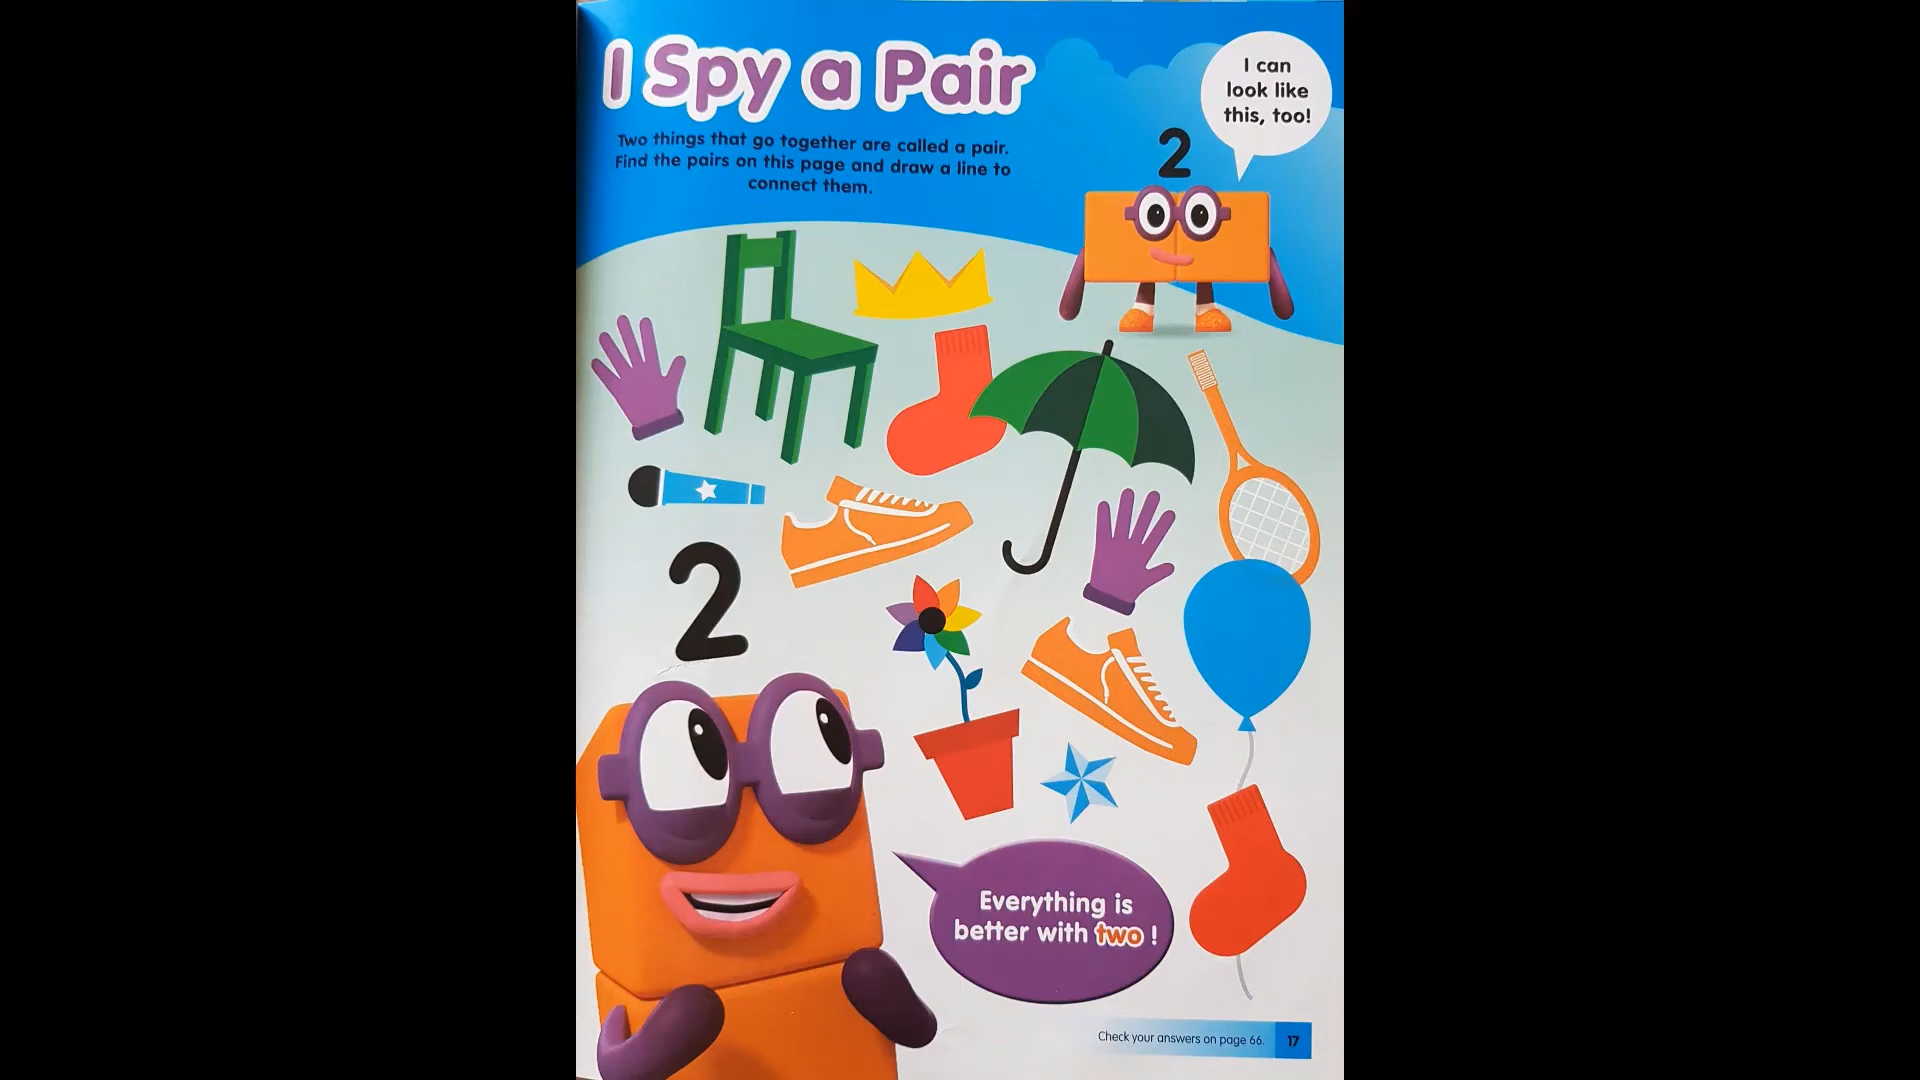 I Spy a Pair
Two things that go together are called a pair.
Find the pairs on this page and draw a line to
connect them.
I can
look like
this, too!
2
2
Everything is
better with two !
Check your answers on page 66.
17